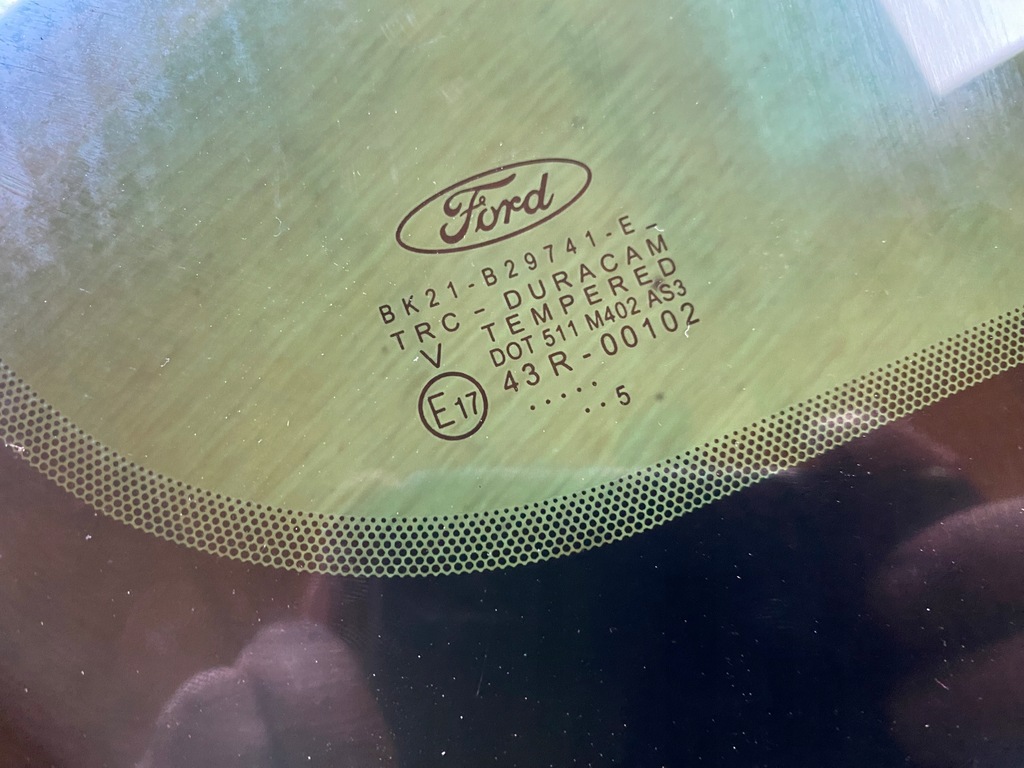 Ford
BK21-B29741-E-
TRC-DURACAM
V TEMPERED
DOT 511 M402 AS3
E17 43R-00102
.....
..5